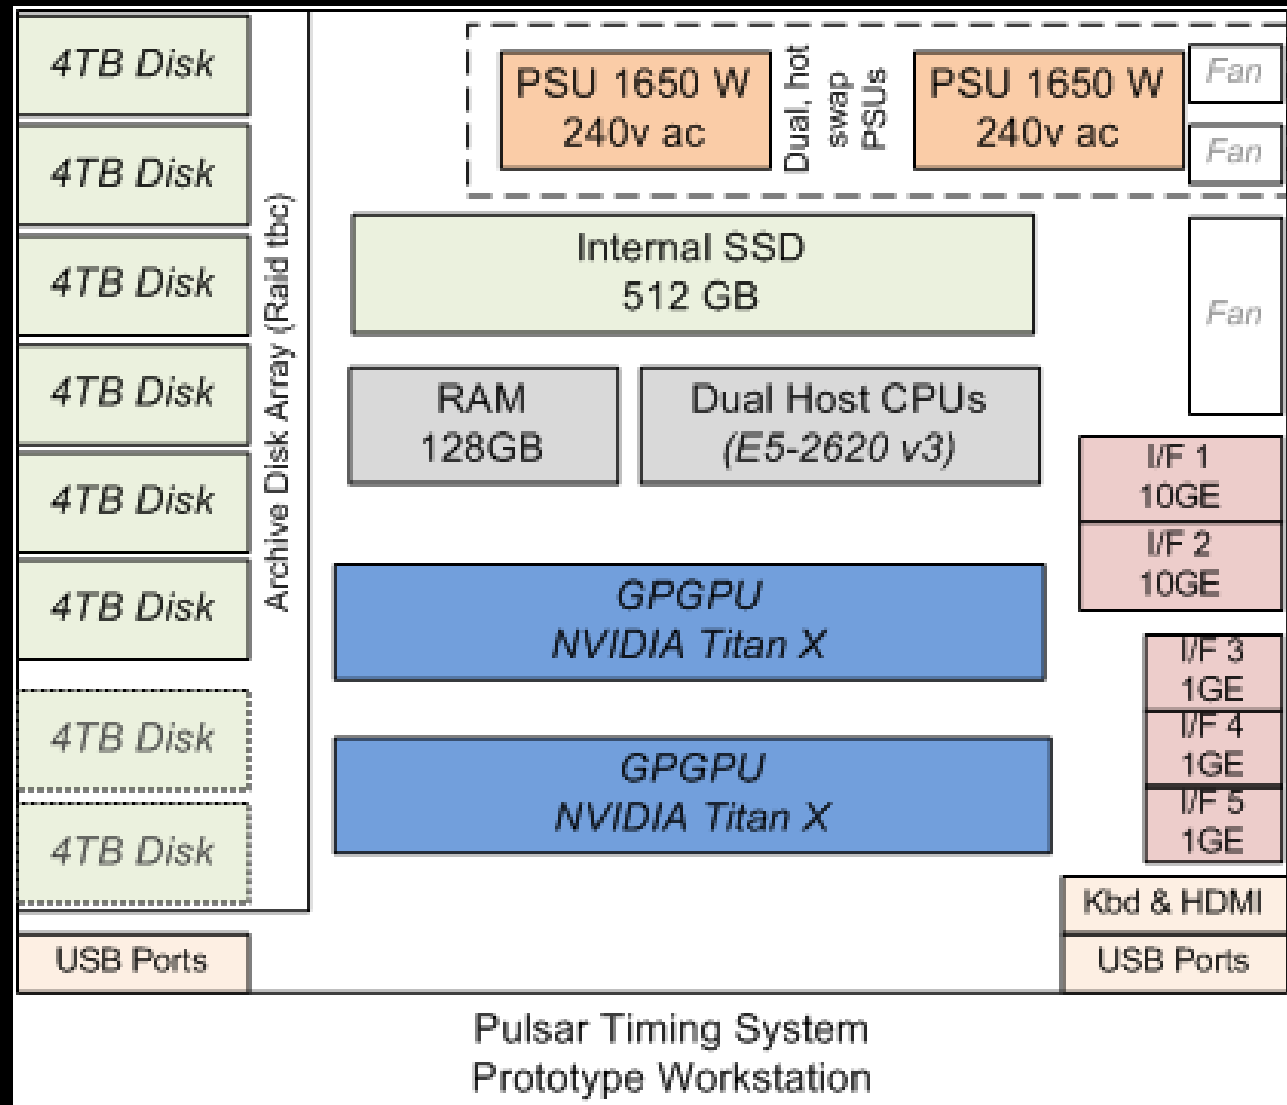 4TB Disk
4TB Disk
4TB Disk
4TB Disk
4TB Disk
4TB Disk
4TB Disk
4TB Disk
USB Ports
Archive Disk Array (Raid tbc)
PSU 1650 W
240v ac
Dual, hot
swap
PSUs
PSU 1650 W
240v ac
Fan
Fan
Internal SSD
512 GB
Fan
RAM
128GB
Dual Host CPUs
(E5-2620 v3)
I/F 1
10GE
I/F 2
10GE
GPGPU
NVIDIA Titan X
I/F 3
1GE
I/F 4
1GE
I/F 5
1GE
GPGPU
NVIDIA Titan X
Kbd & HDMI
USB Ports
Pulsar Timing System
Prototype Workstation